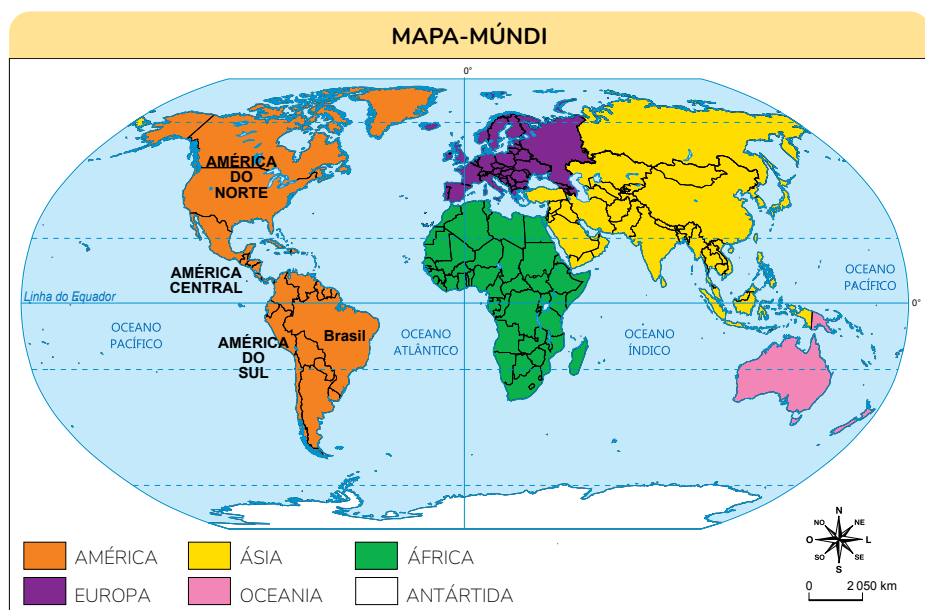 MAPA-MÚNDI
0°
AMÉRICA
DO
NORTE
AMÉRICA
CENTRAL
OCEANO
PACÍFICO
Linha do Equador
0°
OCEANO
PACÍFICO
AMÉRICA
DO
SUL
Brasil
OCEANO
ATLÂNTICO
OCEANO
ÍNDICO
N
NO
NE
O
L
SO
SE
S
0
2 050 km
AMÉRICA
ÁSIA
ÁFRICA
EUROPA
OCEANIA
ANTÁRTIDA